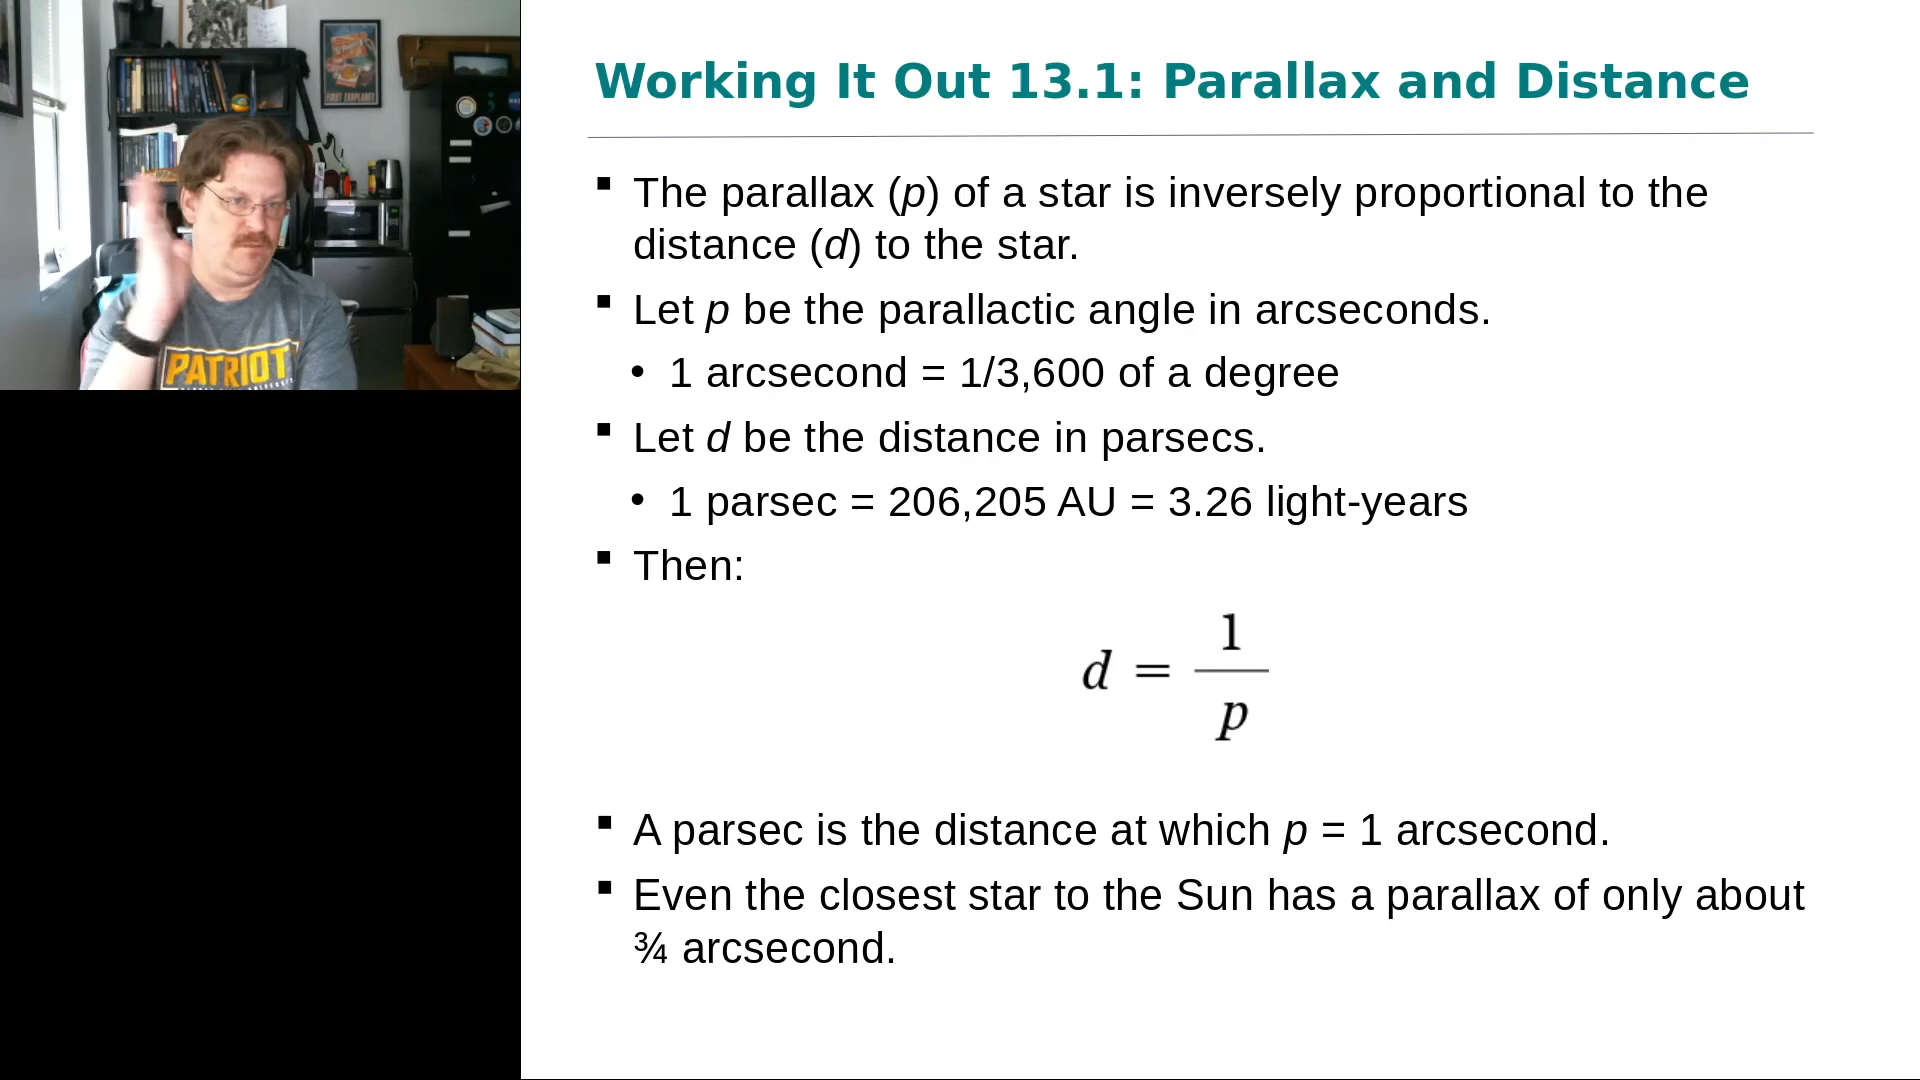 Working It Out 13.1: Parallax and Distance
▪ The parallax (p) of a star is inversely proportional to the
distance (d) to the star.
▪ Let p be the parallactic angle in arcseconds.
• 1 arcsecond = 1/3,600 of a degree
▪ Let d be the distance in parsecs.
• 1 parsec = 206,205 AU = 3.26 light-years
▪ Then:
d = 1/p
▪ A parsec is the distance at which p = 1 arcsecond.
▪ Even the closest star to the Sun has a parallax of only about
¾ arcsecond.
PATRIOT